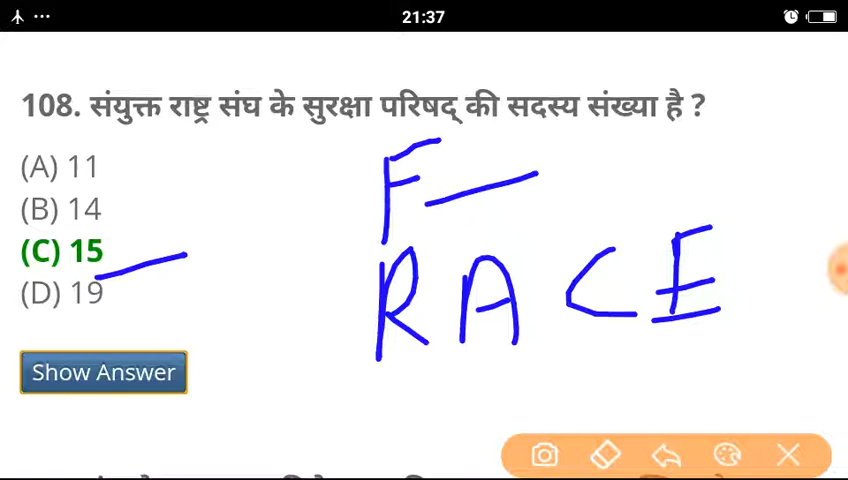 21:37
108. संयुक्त राष्ट्र संघ के सुरक्षा परिषद् की सदस्य संख्या है ?
(A) 11
(B) 14
(C) 15
(D) 19
F
RACE
Show Answer